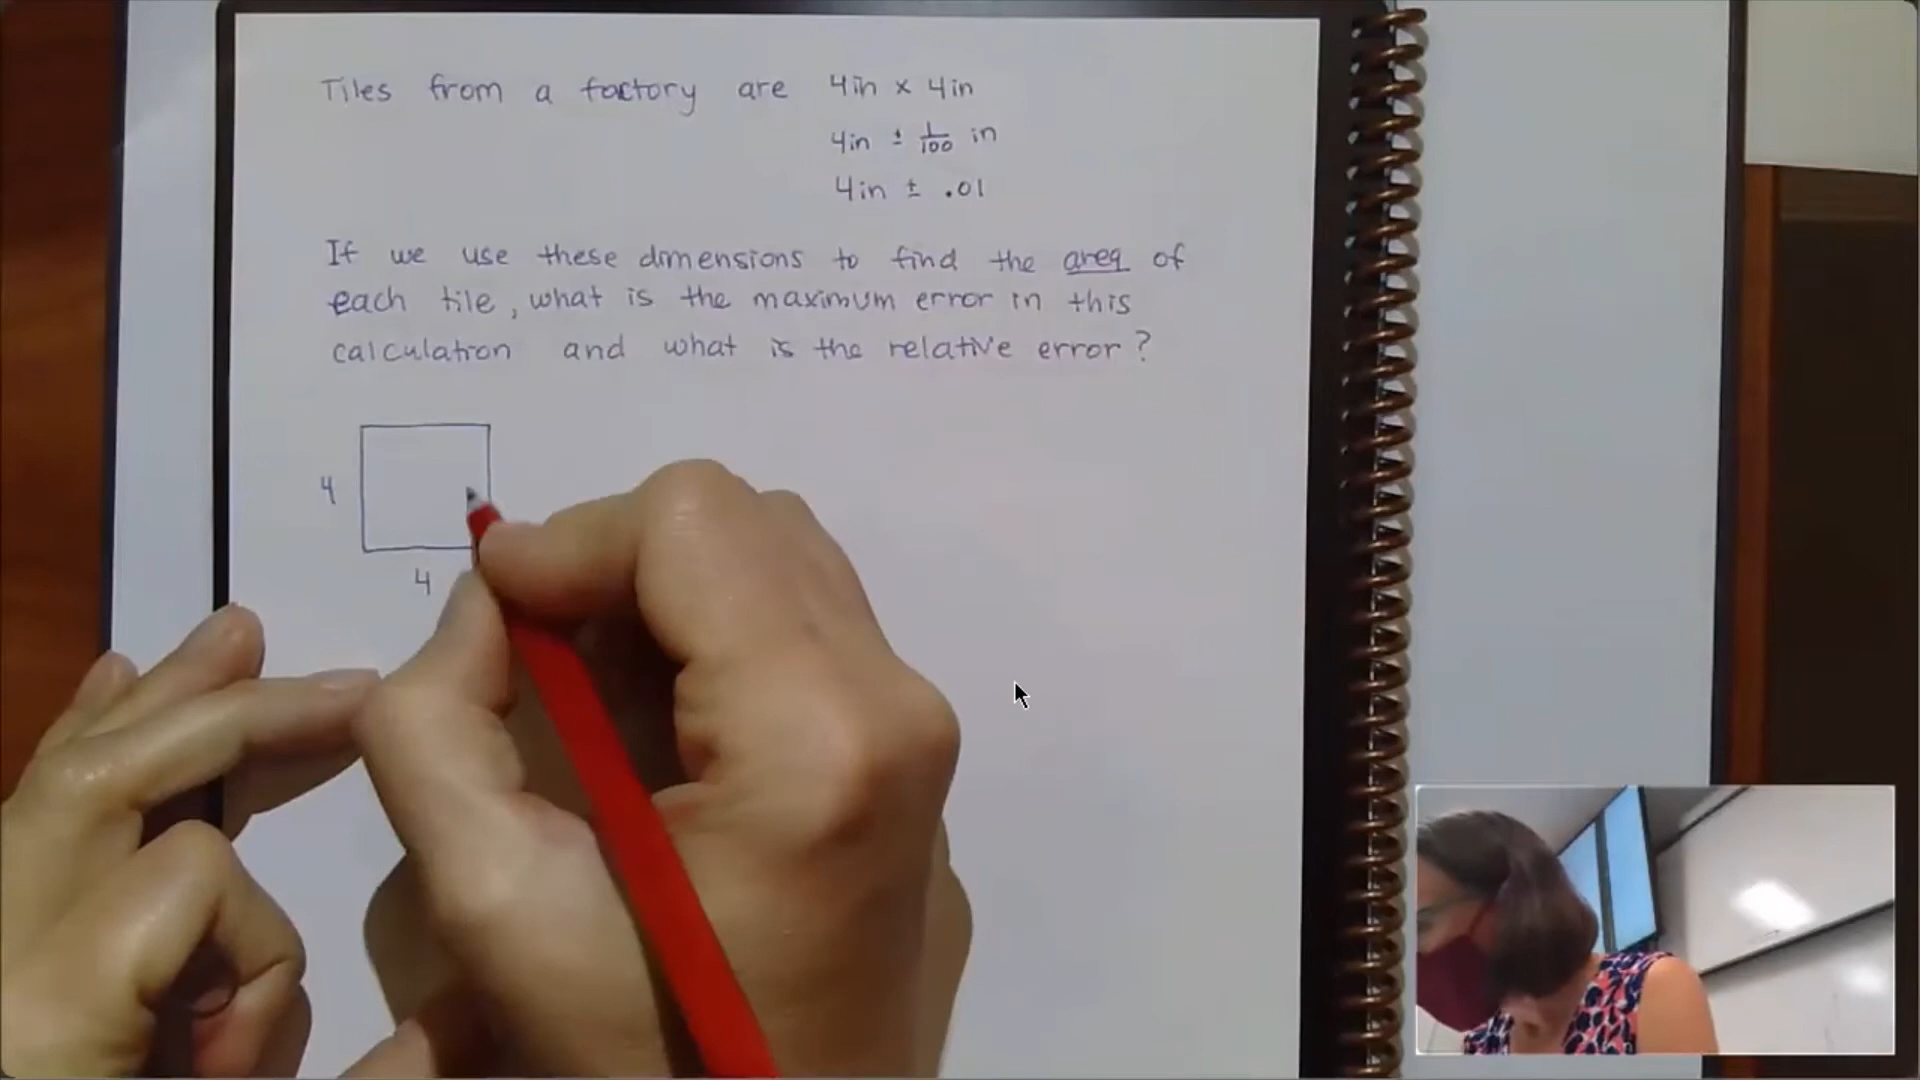 Tiles from a factory are 4in x 4in
4in ± 1/100 in
4in ± .01
If we use these dimensions to find the area of
each tile, what is the maximum error in this
calculation and what is the relative error?
4
4